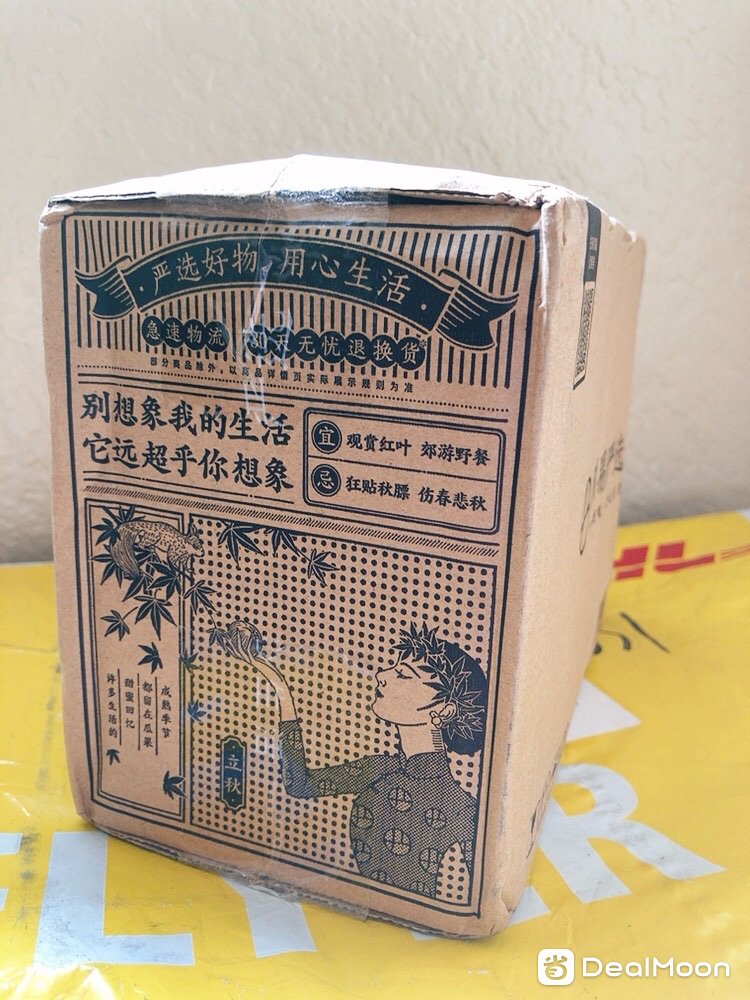 严选好物 用心生活
急速物流 30天无忧退换货
部分商品除外，以商品详情页实际展示规则为准
别想象我的生活
它远超乎你想象
宜 观赏红叶 郊游野餐
忌 狂贴秋膘 伤春悲秋
成熟季节
都留在瓜果
甜蜜回忆
许多生活的
立秋
HL
FLY
R
DealMoon